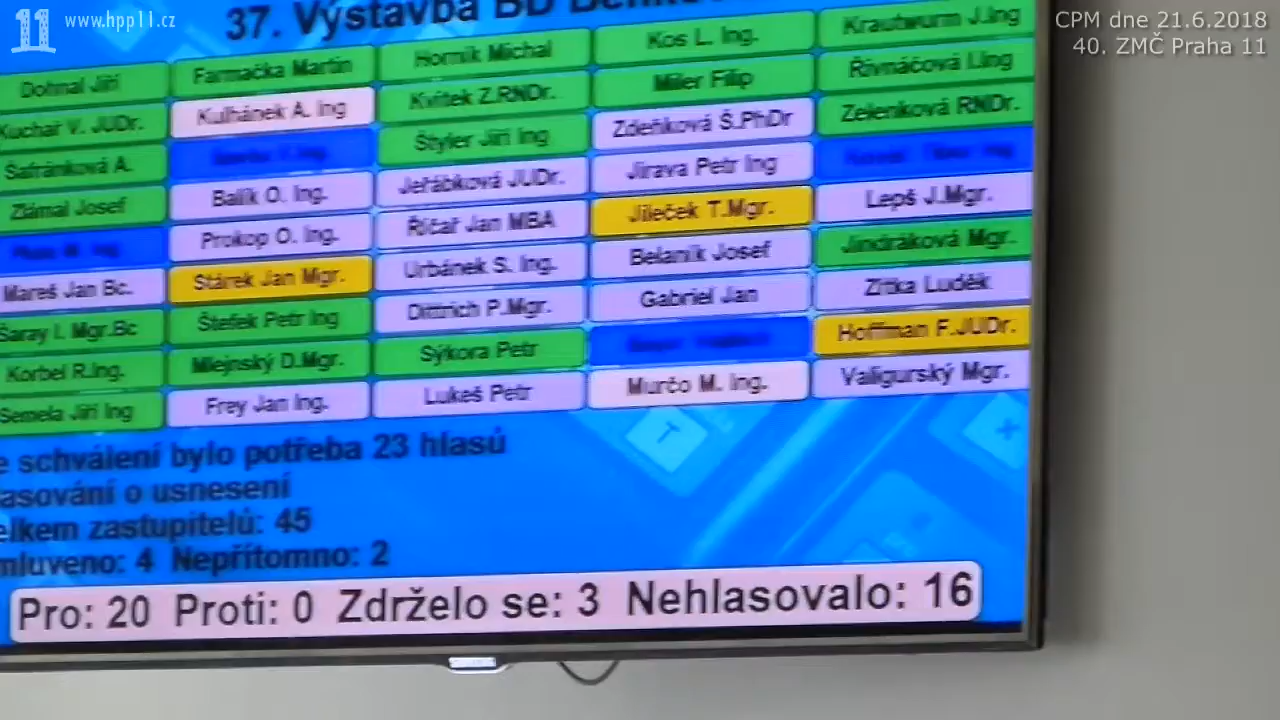 11 www.hpp11.cz
CPM dne 21.6.2018
40. ZMČ Praha 11
37. Výstavba BD
Dohnal Jiří Farmačka Martin Horník Michal Kos L. Ing. Krautwurm J.Ing
Kuchař V. JUDr. Kulhánek A. Ing Kvítek Z.RNDr. Miler Filip Řivnáčová I.Ing
Šafránková A. Štyler Jiří Ing Zdeňková Š.PhDr Zelenková RNDr.
Zlámal Josef Balík O. Ing. Jeřábková JUDr. Jirava Petr Ing
Prokop O. Ing. Říčař Jan MBA Jileček T.Mgr. Lepš J.Mgr.
Mareš Jan Bc. Stárek Jan Mgr. Urbánek S. Ing. Belaník Josef Jindráková Mgr.
Šaray I. Mgr.Bc Štefek Petr Ing Dittrich P.Mgr. Gabriel Jan Zítka Luděk
Korbel R.Ing. Mlejnský D.Mgr. Sýkora Petr Hoffman F.JUDr.
Semela Jiří Ing Frey Jan Ing. Lukeš Petr Murčo M. Ing. Valigurský Mgr.
e schválení bylo potřeba 23 hlasů
asování o usnesení
elkem zastupitelů: 45
mluveno: 4 Nepřítomno: 2
Pro: 20 Proti: 0 Zdrželo se: 3 Nehlasovalo: 16